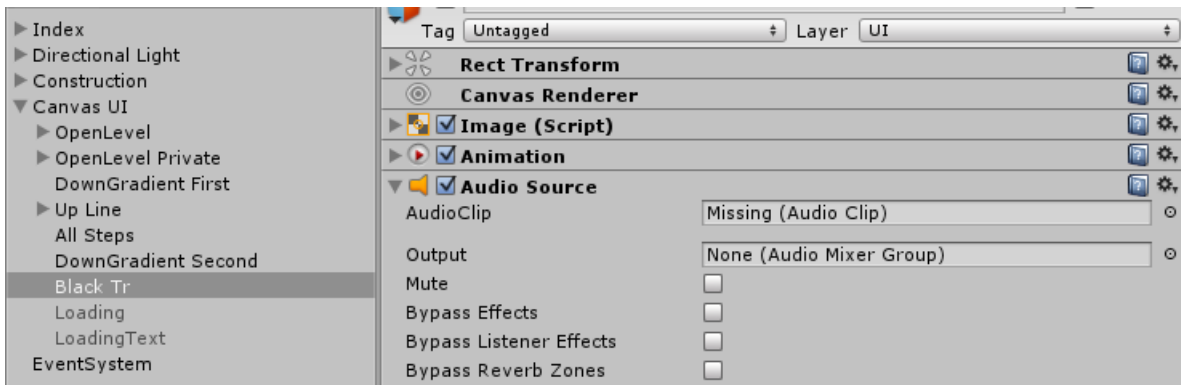 Index
Directional Light
Construction
Canvas UI
OpenLevel
OpenLevel Private
DownGradient First
Up Line
All Steps
DownGradient Second
Black Tr
Loading
LoadingText
EventSystem
Tag Untagged Layer UI
Rect Transform
Canvas Renderer
Image (Script)
Animation
Audio Source
AudioClip Missing (Audio Clip)
Output None (Audio Mixer Group)
Mute
Bypass Effects
Bypass Listener Effects
Bypass Reverb Zones